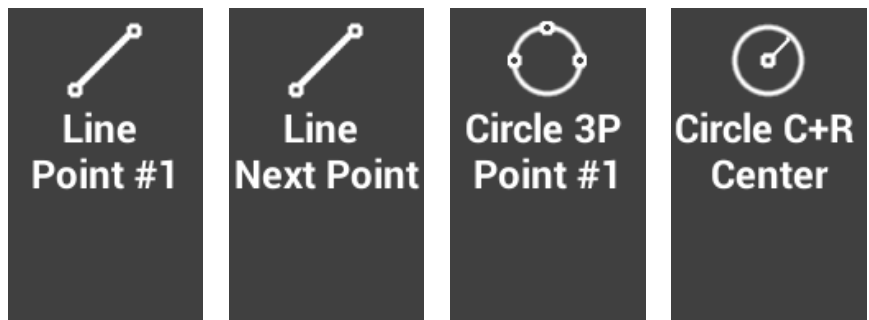 Line
Point #1
Line
Next Point
Circle 3P
Point #1
Circle C+R
Center